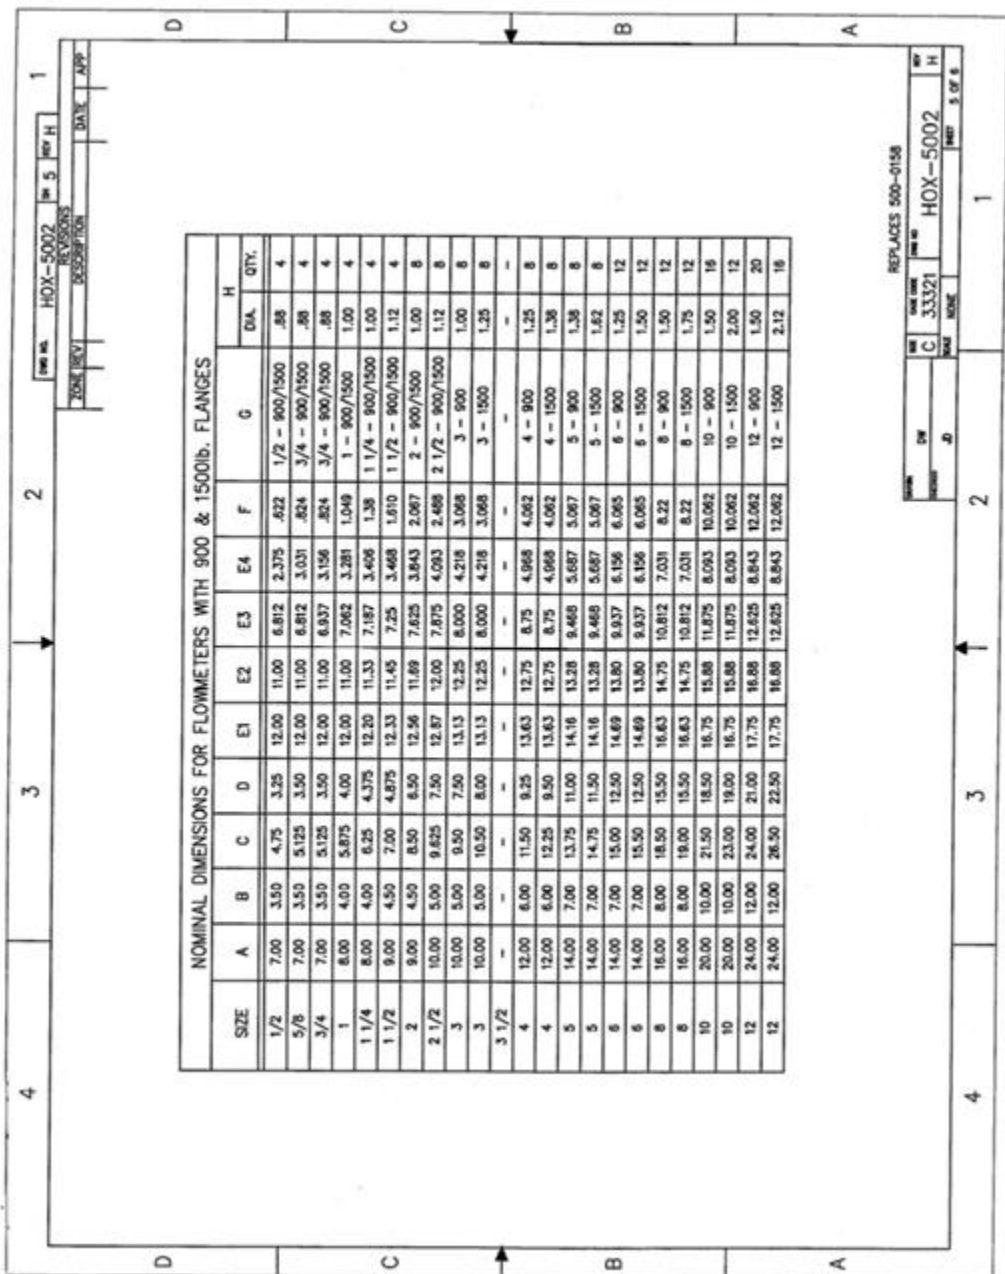 4 3 2 1
DWG NO. HOX-5002 SH 5 REV H
REVISIONS
ZONE REV DESCRIPTION DATE APP
D
C
B
A
NOMINAL DIMENSIONS FOR FLOWMETERS WITH 900 & 1500lb. FLANGES
SIZE A B C D E1 E2 E3 E4 F G H
DIA. QTY.
1/2 7.00 3.50 4.75 3.25 12.00 11.00 6.812 2.375 .622 1/2 - 900/1500 .88 4
5/8 7.00 3.50 5.125 3.50 12.00 11.00 6.812 3.031 .824 3/4 - 900/1500 .88 4
3/4 7.00 3.50 5.125 3.50 12.00 11.00 6.937 3.156 .824 3/4 - 900/1500 .88 4
1 8.00 4.00 5.875 4.00 12.00 11.00 7.062 3.281 1.049 1 - 900/1500 1.00 4
1 1/4 8.00 4.00 6.25 4.375 12.20 11.33 7.187 3.406 1.38 1 1/4 - 900/1500 1.00 4
1 1/2 9.00 4.50 7.00 4.875 12.33 11.45 7.25 3.468 1.610 1 1/2 - 900/1500 1.12 4
2 9.00 4.50 8.50 6.50 12.56 11.69 7.625 3.843 2.067 2 - 900/1500 1.00 8
2 1/2 10.00 5.00 9.625 7.50 12.87 12.00 7.875 4.093 2.488 2 1/2 - 900/1500 1.12 8
3 10.00 5.00 9.50 7.50 13.13 12.25 8.000 4.218 3.068 3 - 900 1.00 8
3 10.00 5.00 10.50 8.00 13.13 12.25 8.000 4.218 3.068 3 - 1500 1.25 8
3 1/2 - - - - - - - - - - - -
4 12.00 6.00 11.50 9.25 13.63 12.75 8.75 4.968 4.062 4 - 900 1.25 8
4 12.00 6.00 12.25 9.50 13.63 12.75 8.75 4.968 4.062 4 - 1500 1.38 8
5 14.00 7.00 13.75 11.00 14.16 13.28 9.468 5.687 5.067 5 - 900 1.38 8
5 14.00 7.00 14.75 11.50 14.16 13.28 9.468 5.687 5.067 5 - 1500 1.62 8
6 14.00 7.00 15.00 12.50 14.69 13.80 9.937 6.156 6.065 6 - 900 1.25 12
6 14.00 7.00 15.50 12.50 14.69 13.80 9.937 6.156 6.065 6 - 1500 1.50 12
8 16.00 8.00 18.50 15.50 16.63 14.75 10.812 7.031 8.22 8 - 900 1.50 12
8 16.00 8.00 19.00 15.50 16.63 14.75 10.812 7.031 8.22 8 - 1500 1.75 12
10 20.00 10.00 21.50 18.50 16.75 15.88 11.875 8.093 10.062 10 - 900 1.50 16
10 20.00 10.00 23.00 19.00 16.75 15.88 11.875 8.093 10.062 10 - 1500 2.00 12
12 24.00 12.00 24.00 21.00 17.75 16.88 12.625 8.843 12.062 12 - 900 1.50 20
12 24.00 12.00 26.50 22.50 17.75 16.88 12.625 8.843 12.062 12 - 1500 2.12 16
REPLACES 500-0158
DRAWN DW
CHECKED JD
SIZE C CAGE CODE 33321 DWG NO HOX-5002 REV H
SCALE NONE SHEET 5 OF 6
D
C
B
A
4 3 2 1